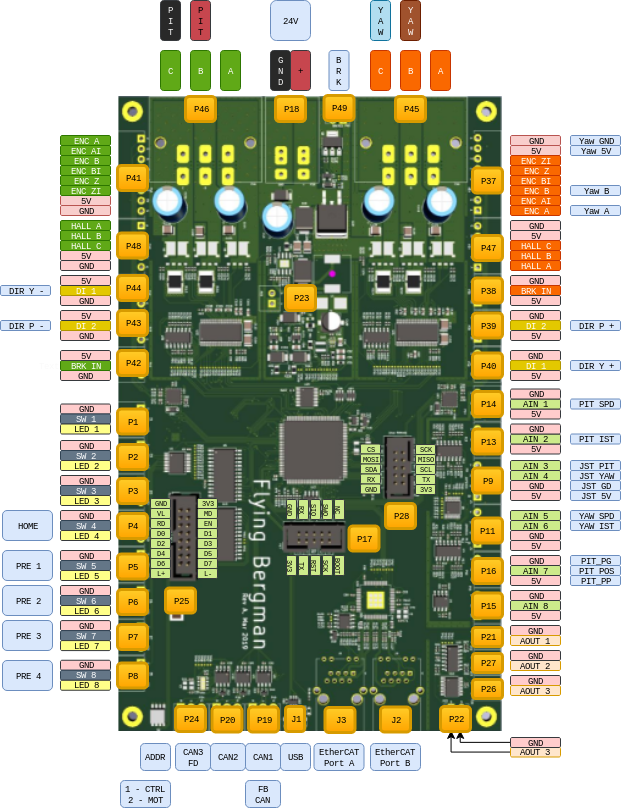 PIT
PIT
24V
YAW
YAW
C
B
A
GND
+
BRK
C
B
A
P46
P18
P49
P45
ENC A
ENC AI
ENC B
ENC BI
ENC Z
ENC ZI
5V
GND
P41
HALL A
HALL B
HALL C
5V
GND
P48
5V
DI 1
GND
P44
DIR Y -
5V
DI 2
GND
P43
DIR P -
5V
BRK IN
GND
P42
P23
GND
5V
ENC ZI
ENC Z
ENC BI
ENC B
ENC AI
ENC A
P37
Yaw GND
Yaw 5V
Yaw B
Yaw A
GND
5V
HALL C
HALL B
HALL A
P47
GND
BRK IN
5V
P38
GND
DI 2
5V
P39
DIR P +
GND
DI 1
5V
P40
DIR Y +
GND
SW 1
LED 1
P1
GND
SW 2
LED 2
P2
GND
SW 3
LED 3
P3
GND
SW 4
LED 4
P4
HOME
GND
SW 5
LED 5
P5
PRE 1
GND
SW 6
LED 6
P6
PRE 2
GND
SW 7
LED 7
P7
PRE 3
GND
SW 8
LED 8
P8
PRE 4
GND
AIN 1
5V
P14
PIT SPD
GND
AIN 2
5V
P13
PIT IST
AIN 3
AIN 4
GND
5V
P9
JST PIT
JST YAW
JST GD
JST 5V
AIN 5
AIN 6
GND
5V
P11
YAW SPD
YAW IST
GND
AIN 7
5V
P16
PIT_PG
PIT POS
PIT_PP
GND
AIN 8
5V
P15
GND
AOUT 1
P21
GND
AOUT 2
P27
GND
AOUT 3
P26
GND
AOUT 3
P22
CS
MOSI
SDA
RX
GND
SCK
MISO
SCL
TX
3V3
P28
GND
VL
RD
D0
D2
D4
D6
L+
3V3
MD
EN
D1
D3
D5
D7
L-
P25
GND
RX
STO
SWD
NC
3V3
TX
RST
SCK
BOOT
P17
Flying Bergman
Rev A, Mar 2019
P24
P20
P19
J1
J3
J2
ADDR
CAN3
FD
CAN2
CAN1
USB
EtherCAT
Port A
EtherCAT
Port B
1 - CTRL
2 - MOT
FB
CAN